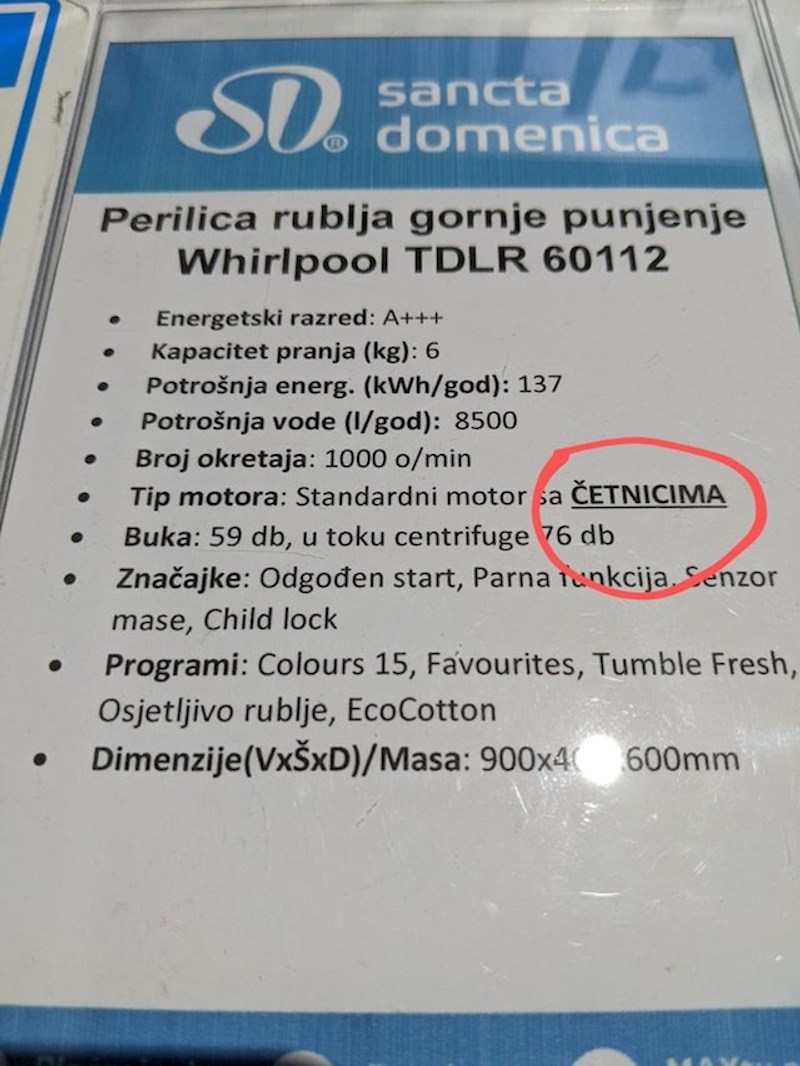 SD®
sancta
domenica
Perilica rublja gornje punjenje
Whirlpool TDLR 60112
• Energetski razred: A+++
• Kapacitet pranja (kg): 6
• Potrošnja energ. (kWh/god): 137
• Potrošnja vode (l/god): 8500
• Broj okretaja: 1000 o/min
• Tip motora: Standardni motor sa ČETNICIMA
• Buka: 59 db, u toku centrifuge 76 db
• Značajke: Odgođen start, Parna funkcija, Senzor
mase, Child lock
• Programi: Colours 15, Favourites, Tumble Fresh,
Osjetljivo rublje, EcoCotton
• Dimenzije(VxŠxD)/Masa: